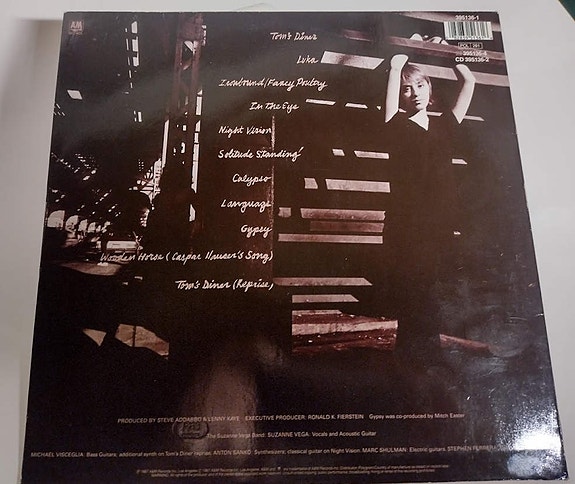 AM
395136-1
POL 291
395136-4
CD 395136-2
Tom's Diner
Luka
Ironbound/Fancy Poultry
In The Eye
Night Vision
Solitude Standing
Calypso
Language
Gypsy
Wooden Horse (Caspar Hauser's Song)
Tom's Diner (Reprise)
PRODUCED BY STEVE ADDABBO & LENNY KAYE · EXECUTIVE PRODUCER: RONALD K. FIERSTEIN Gypsy was co-produced by Mitch Easter
The Suzanne Vega Band: SUZANNE VEGA: Vocals and Acoustic Guitar
MICHAEL VISCEGLIA: Bass Guitars, additional synth on Tom's Diner reprise. ANTON SANKO: Synthesizers, classical guitar on Night Vision. MARC SHULMAN: Electric guitars. STEPHEN FERRERA: